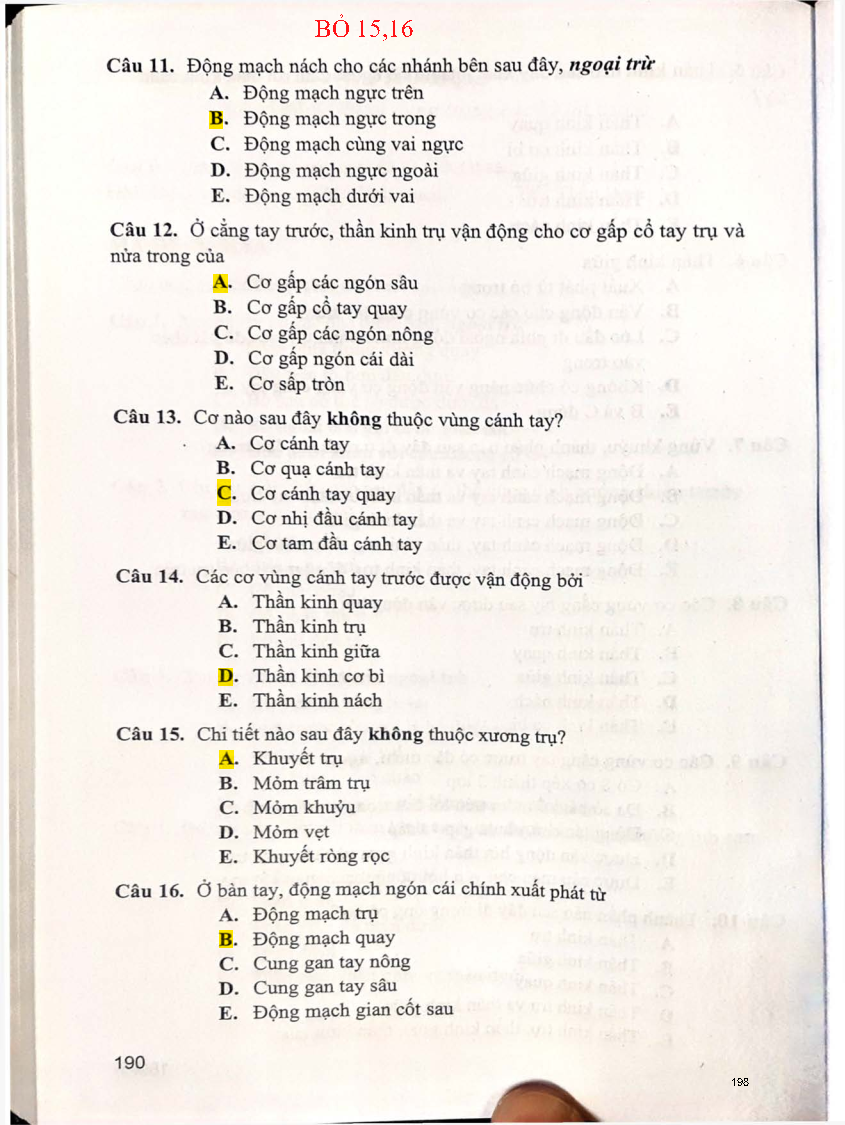 BỎ 15,16
Câu 11. Động mạch nách cho các nhánh bên sau đây, ngoại trừ
A. Động mạch ngực trên
B. Động mạch ngực trong
C. Động mạch cùng vai ngực
D. Động mạch ngực ngoài
E. Động mạch dưới vai
Câu 12. Ở cẳng tay trước, thần kinh trụ vận động cho cơ gấp cổ tay trụ và
nửa trong của
A. Cơ gấp các ngón sâu
B. Cơ gấp cổ tay quay
C. Cơ gấp các ngón nông
D. Cơ gấp ngón cái dài
E. Cơ sấp tròn
Câu 13. Cơ nào sau đây không thuộc vùng cánh tay?
A. Cơ cánh tay
B. Cơ quạ cánh tay
C. Cơ cánh tay quay
D. Cơ nhị đầu cánh tay
E. Cơ tam đầu cánh tay
Câu 14. Các cơ vùng cánh tay trước được vận động bởi
A. Thần kinh quay
B. Thần kinh trụ
C. Thần kinh giữa
D. Thần kinh cơ bì
E. Thần kinh nách
Câu 15. Chi tiết nào sau đây không thuộc xương trụ?
A. Khuyết trụ
B. Mỏm trâm trụ
C. Mỏm khuỷu
D. Mỏm vẹt
E. Khuyết ròng rọc
Câu 16. Ở bàn tay, động mạch ngón cái chính xuất phát từ
A. Động mạch trụ
B. Động mạch quay
C. Cung gan tay nông
D. Cung gan tay sâu
E. Động mạch gian cốt sau
190
198